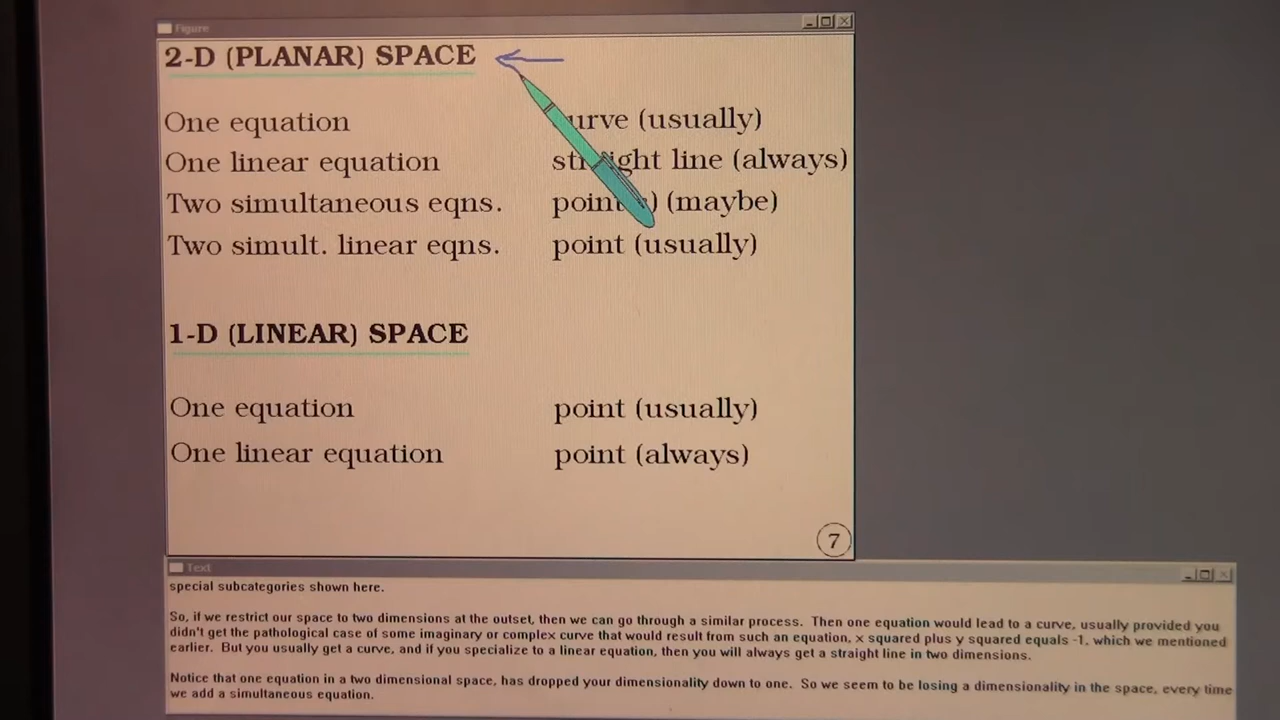 Figure
2-D (PLANAR) SPACE
One equation urve (usually)
One linear equation straight line (always)
Two simultaneous eqns. (maybe)
Two simult. linear eqns. point (usually)
1-D (LINEAR) SPACE
One equation point (usually)
One linear equation point (always)
7
Text
special subcategories shown here.
So, if we restrict our space to two dimensions at the outset, then we can go through a similar process. Then one equation would lead to a curve, usually provided you
didn't get the pathological case of some imaginary or complex curve that would result from such an equation, x squared plus y squared equals -1, which we mentioned
earlier. But you usually get a curve, and if you specialize to a linear equation, then you will always get a straight line in two dimensions.
Notice that one equation in a two dimensional space, has dropped your dimensionality down to one. So we seem to be losing a dimensionality in the space, every time
we add a simultaneous equation.